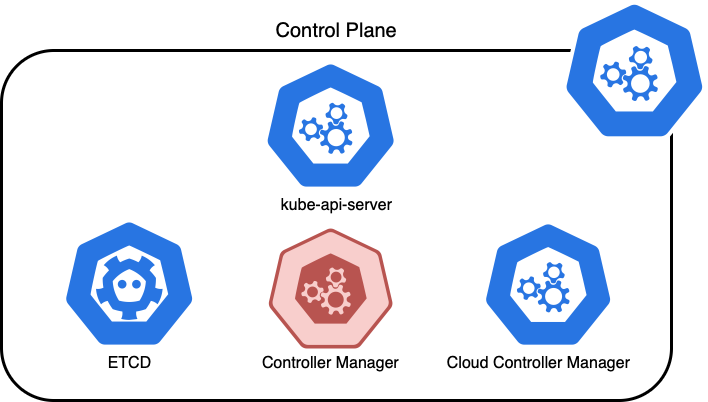 Control Plane
kube-api-server
ETCD
Controller Manager
Cloud Controller Manager